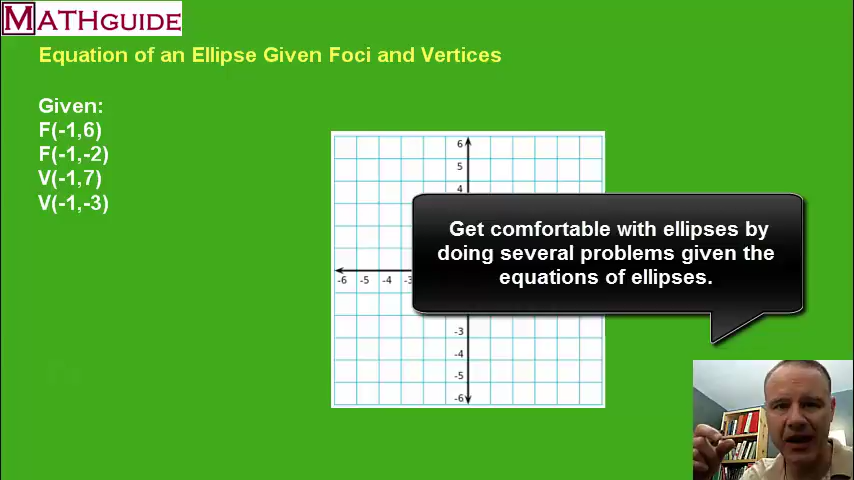 MATHGUIDE
Equation of an Ellipse Given Foci and Vertices
Given:
F(-1,6)
F(-1,-2)
V(-1,7)
V(-1,-3)
6
5
4
Get comfortable with ellipses by
doing several problems given the
equations of ellipses.
-6 -5 -4 -3
-3
-4
-5
-6